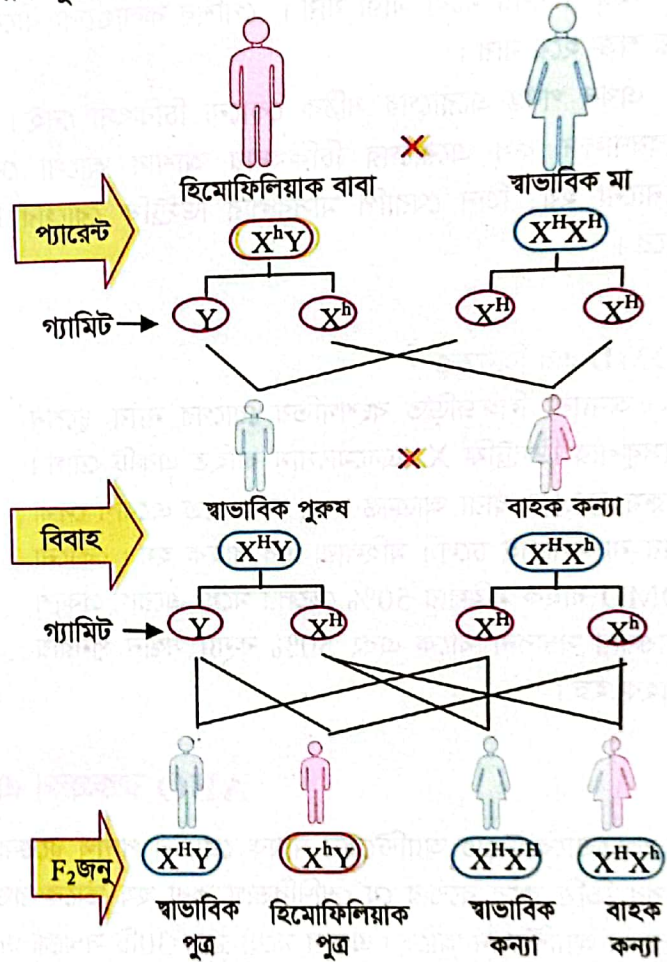 হিমোফিলিয়াক বাবা × স্বাভাবিক মা
প্যারেন্ট XʰY XᴴXᴴ
গ্যামিট → Y Xʰ Xᴴ Xᴴ
×
স্বাভাবিক পুরুষ বাহক কন্যা
বিবাহ XᴴY XᴴXʰ
গ্যামিট → Y Xᴴ Xᴴ Xʰ
F₂জনু XᴴY XʰY XᴴXᴴ XᴴXʰ
স্বাভাবিক হিমোফিলিয়াক স্বাভাবিক বাহক
পুত্র পুত্র কন্যা কন্যা